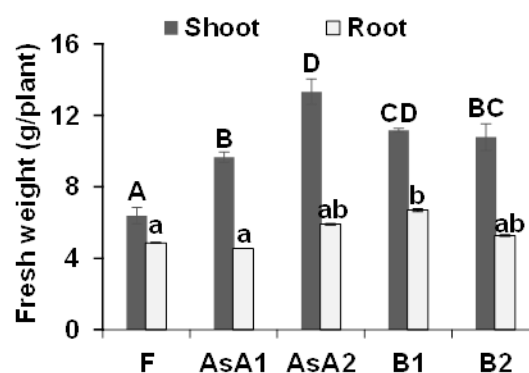 Shoot Root
Fresh weight (g/plant)
16
12
8
4
0
A a
B a
D ab
CD b
BC ab
F AsA1 AsA2 B1 B2